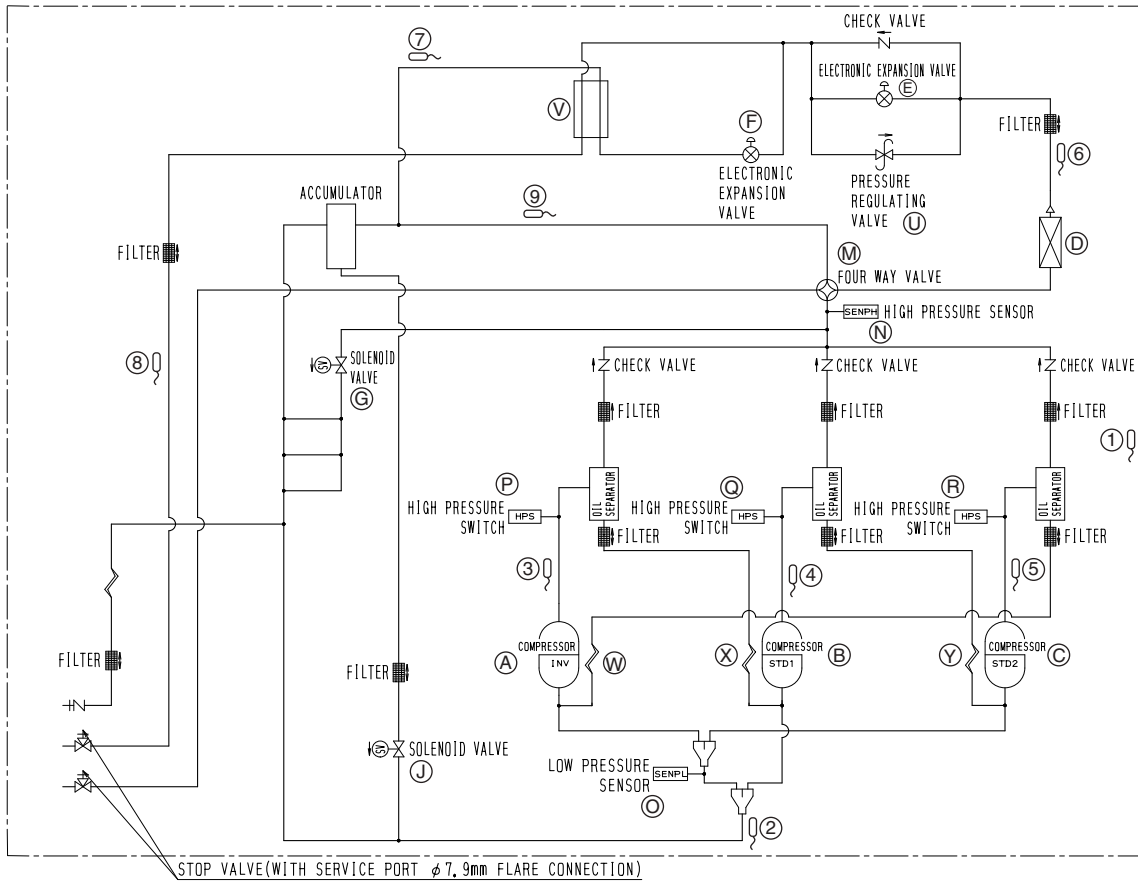 CHECK VALVE
7
ELECTRONIC EXPANSION VALVE
E
V
F
FILTER
6
ELECTRONIC
EXPANSION
VALVE
PRESSURE
REGULATING
VALVE
U
ACCUMULATOR
9
D
FILTER
M
FOUR WAY VALVE
SENPH
HIGH PRESSURE SENSOR
N
8
SV
SOLENOID
VALVE
G
CHECK VALVE
CHECK VALVE
CHECK VALVE
FILTER
FILTER
FILTER
1
P
HIGH PRESSURE
SWITCH
HPS
OIL
SEPARATOR
Q
HIGH PRESSURE
SWITCH
HPS
OIL
SEPARATOR
R
HIGH PRESSURE
SWITCH
HPS
OIL
SEPARATOR
FILTER
FILTER
FILTER
3
4
5
FILTER
A
COMPRESSOR
INV
W
X
COMPRESSOR
STD1
B
Y
COMPRESSOR
STD2
C
FILTER
SV
SOLENOID VALVE
J
LOW PRESSURE
SENSOR
SENPL
O
2
STOP VALVE(WITH SERVICE PORT φ7.9mm FLARE CONNECTION)